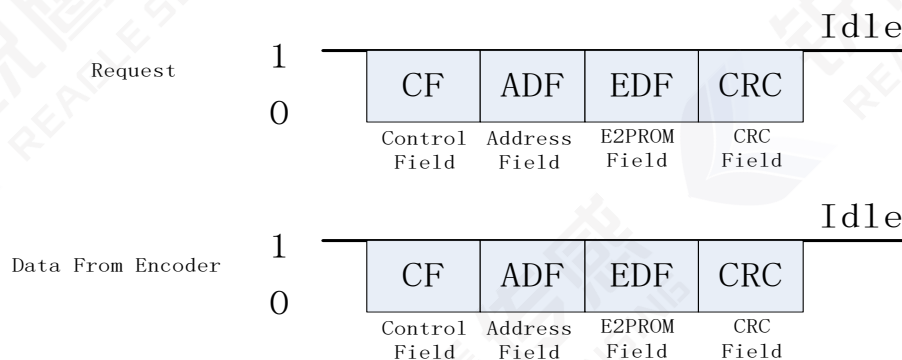 Idle
Request
1
0
CF ADF EDF CRC
Control Address E2PROM CRC
Field Field Field Field
Idle
Data From Encoder
1
0
CF ADF EDF CRC
Control Address E2PROM CRC
Field Field Field Field